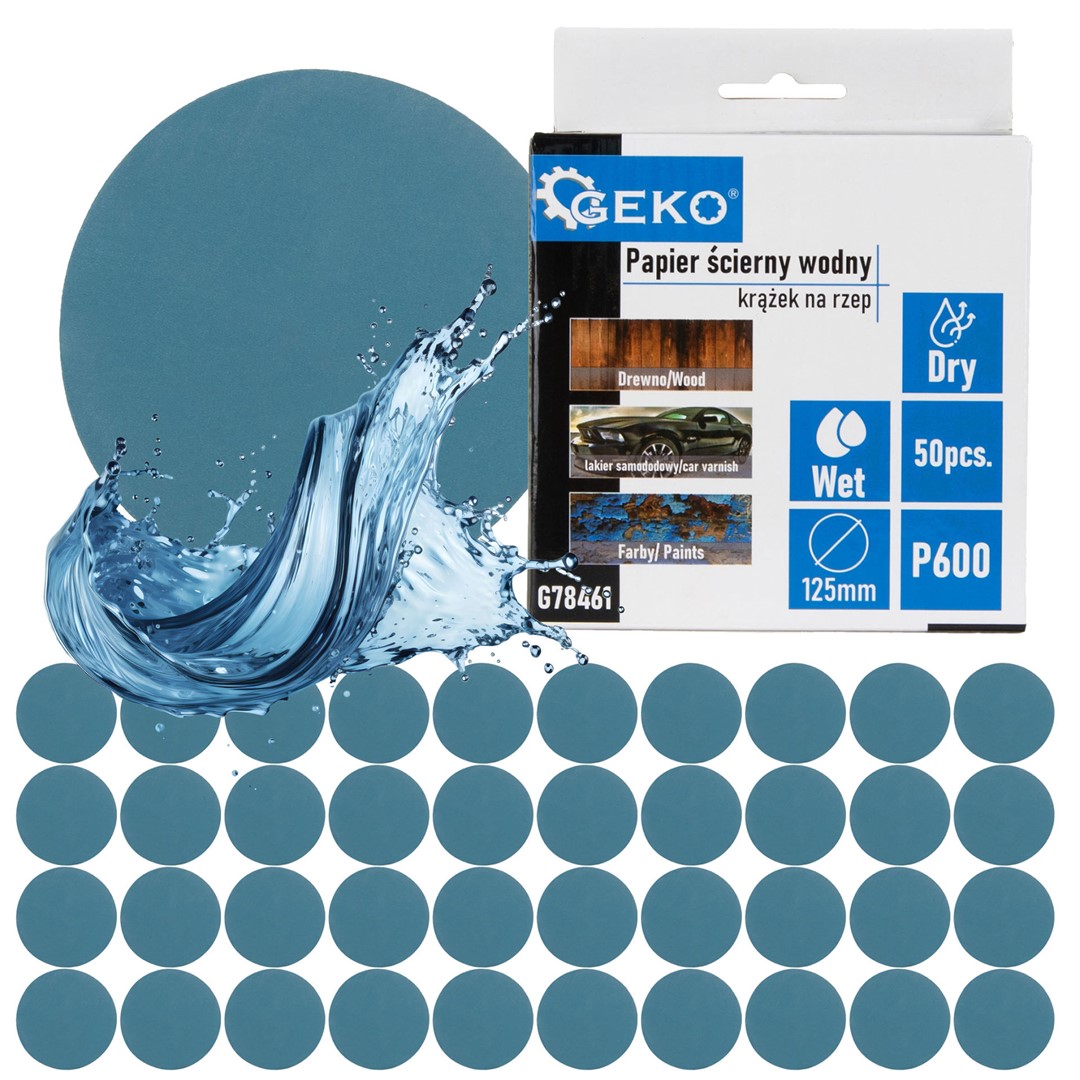 GEKO®
Papier ścierny wodny
krążek na rzep
Drewno/Wood
lakier samododowy/car varnish
Farby/ Paints
G78461
Dry
Wet
50pcs.
125mm
P600